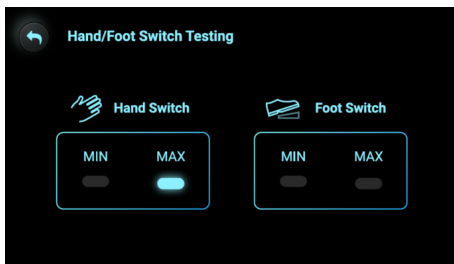 Hand/Foot Switch Testing
Hand Switch
Foot Switch
MIN MAX
MIN MAX